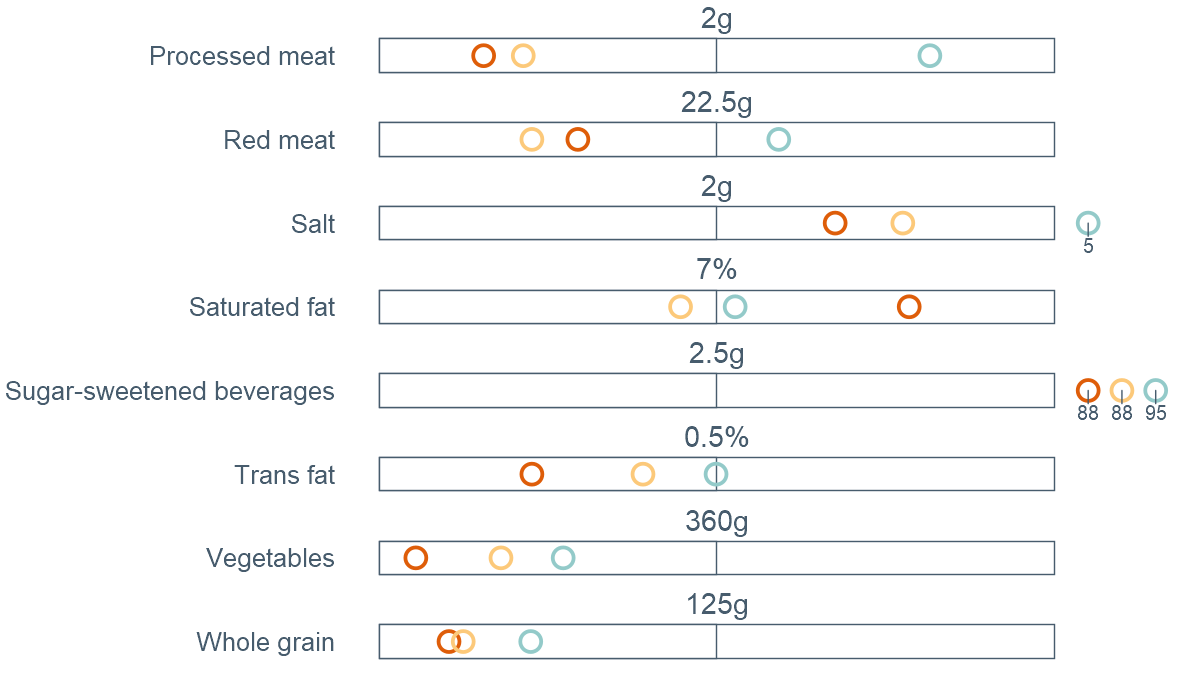 2g
Processed meat
22.5g
Red meat
2g
Salt
5
7%
Saturated fat
2.5g
Sugar-sweetened beverages
88 88 95
0.5%
Trans fat
360g
Vegetables
125g
Whole grain